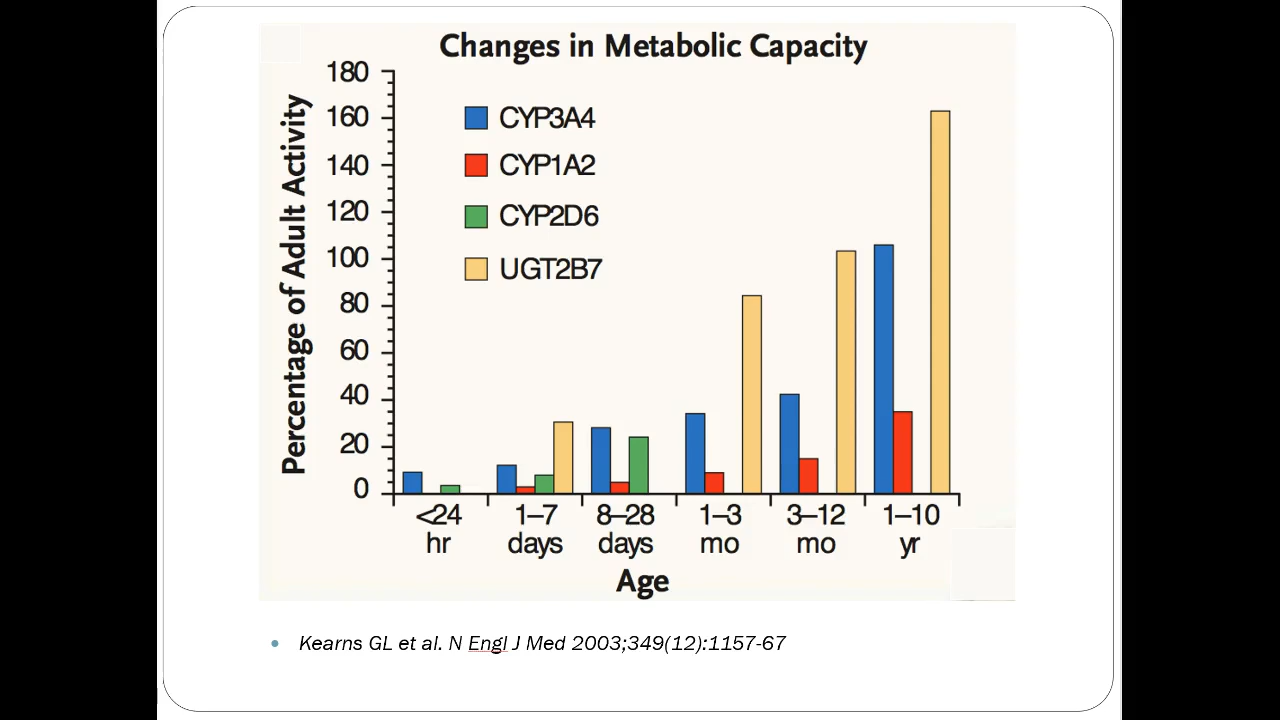 Changes in Metabolic Capacity
Percentage of Adult Activity
180
160
140
120
100
80
60
40
20
0
CYP3A4
CYP1A2
CYP2D6
UGT2B7
<24 1–7 8–28 1–3 3–12 1–10
hr days days mo mo yr
Age
• Kearns GL et al. N Engl J Med 2003;349(12):1157-67